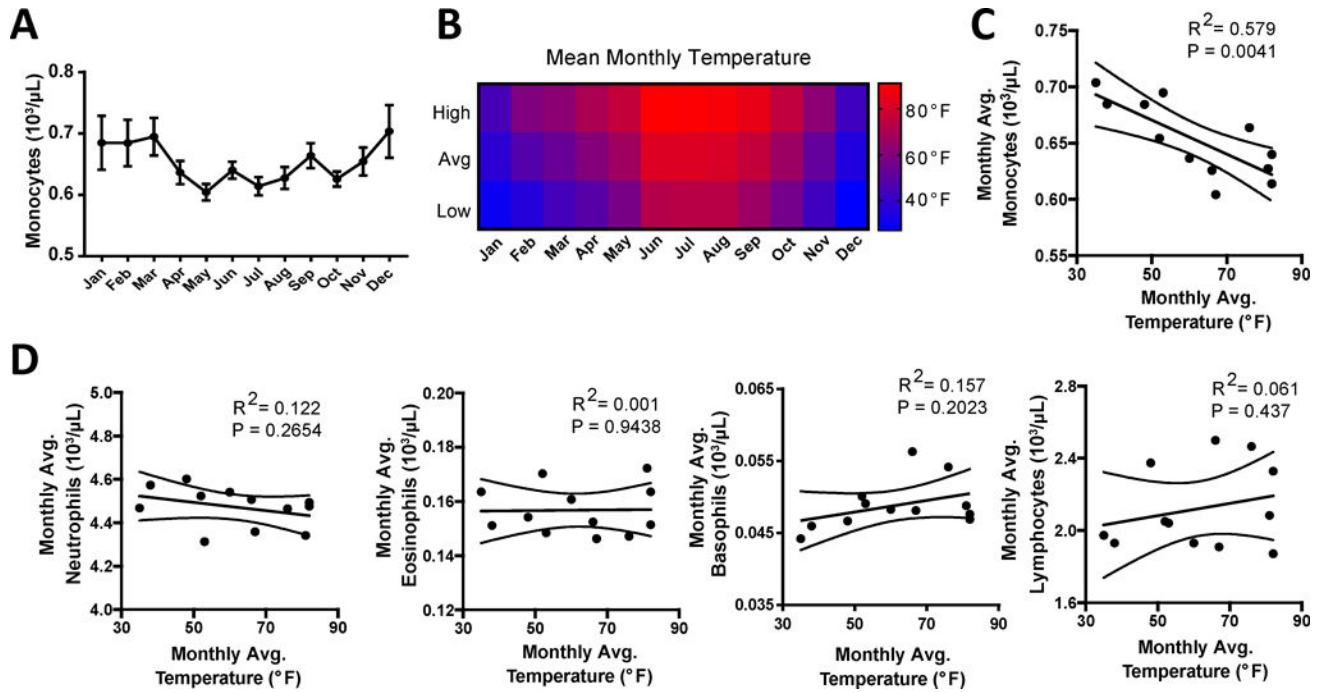 A
Monocytes (10³/µL)
0.8
0.7
0.6
0.5
Jan
Feb
Mar
Apr
May
Jun
Jul
Aug
Sep
Oct
Nov
Dec
B
Mean Monthly Temperature
High
Avg
Low
Jan
Feb
Mar
Apr
May
Jun
Jul
Aug
Sep
Oct
Nov
Dec
80°F
60°F
40°F
C
R²= 0.579
P = 0.0041
Monthly Avg.
Monocytes (10³/µL)
0.75
0.70
0.65
0.60
0.55
30 50 70 90
Monthly Avg.
Temperature (°F)
D
R²= 0.122
P = 0.2654
Monthly Avg.
Neutrophils (10³/µL)
5.0
4.8
4.6
4.4
4.2
4.0
30 50 70 90
Monthly Avg.
Temperature (°F)
R²= 0.001
P = 0.9438
Monthly Avg.
Eosinophils (10³/µL)
0.20
0.18
0.16
0.14
0.12
30 50 70 90
Monthly Avg.
Temperature (°F)
R²= 0.157
P = 0.2023
Monthly Avg.
Basophils (10³/µL)
0.065
0.055
0.045
0.035
30 50 70 90
Monthly Avg.
Temperature (°F)
R²= 0.061
P = 0.437
Monthly Avg.
Lymphocytes (10³/µL)
2.8
2.4
2.0
1.6
30 50 70 90
Monthly Avg.
Temperature (°F)